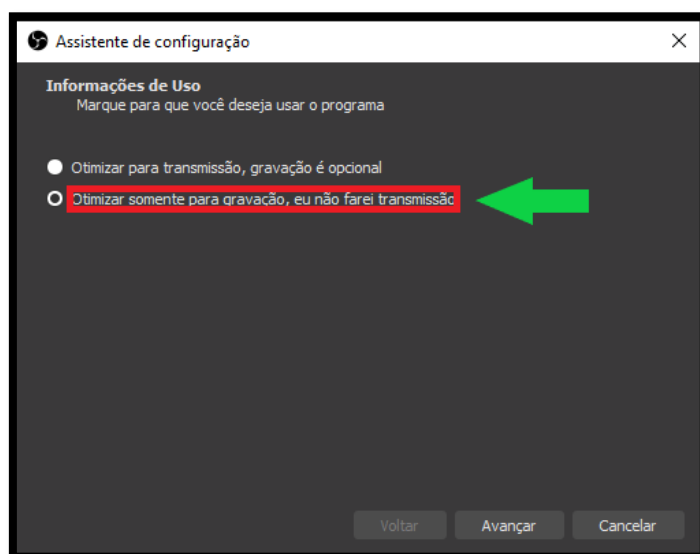 Assistente de configuração
Informações de Uso
Marque para que você deseja usar o programa
Otimizar para transmissão, gravação é opcional
Otimizar somente para gravação, eu não farei transmissão
Voltar Avançar Cancelar